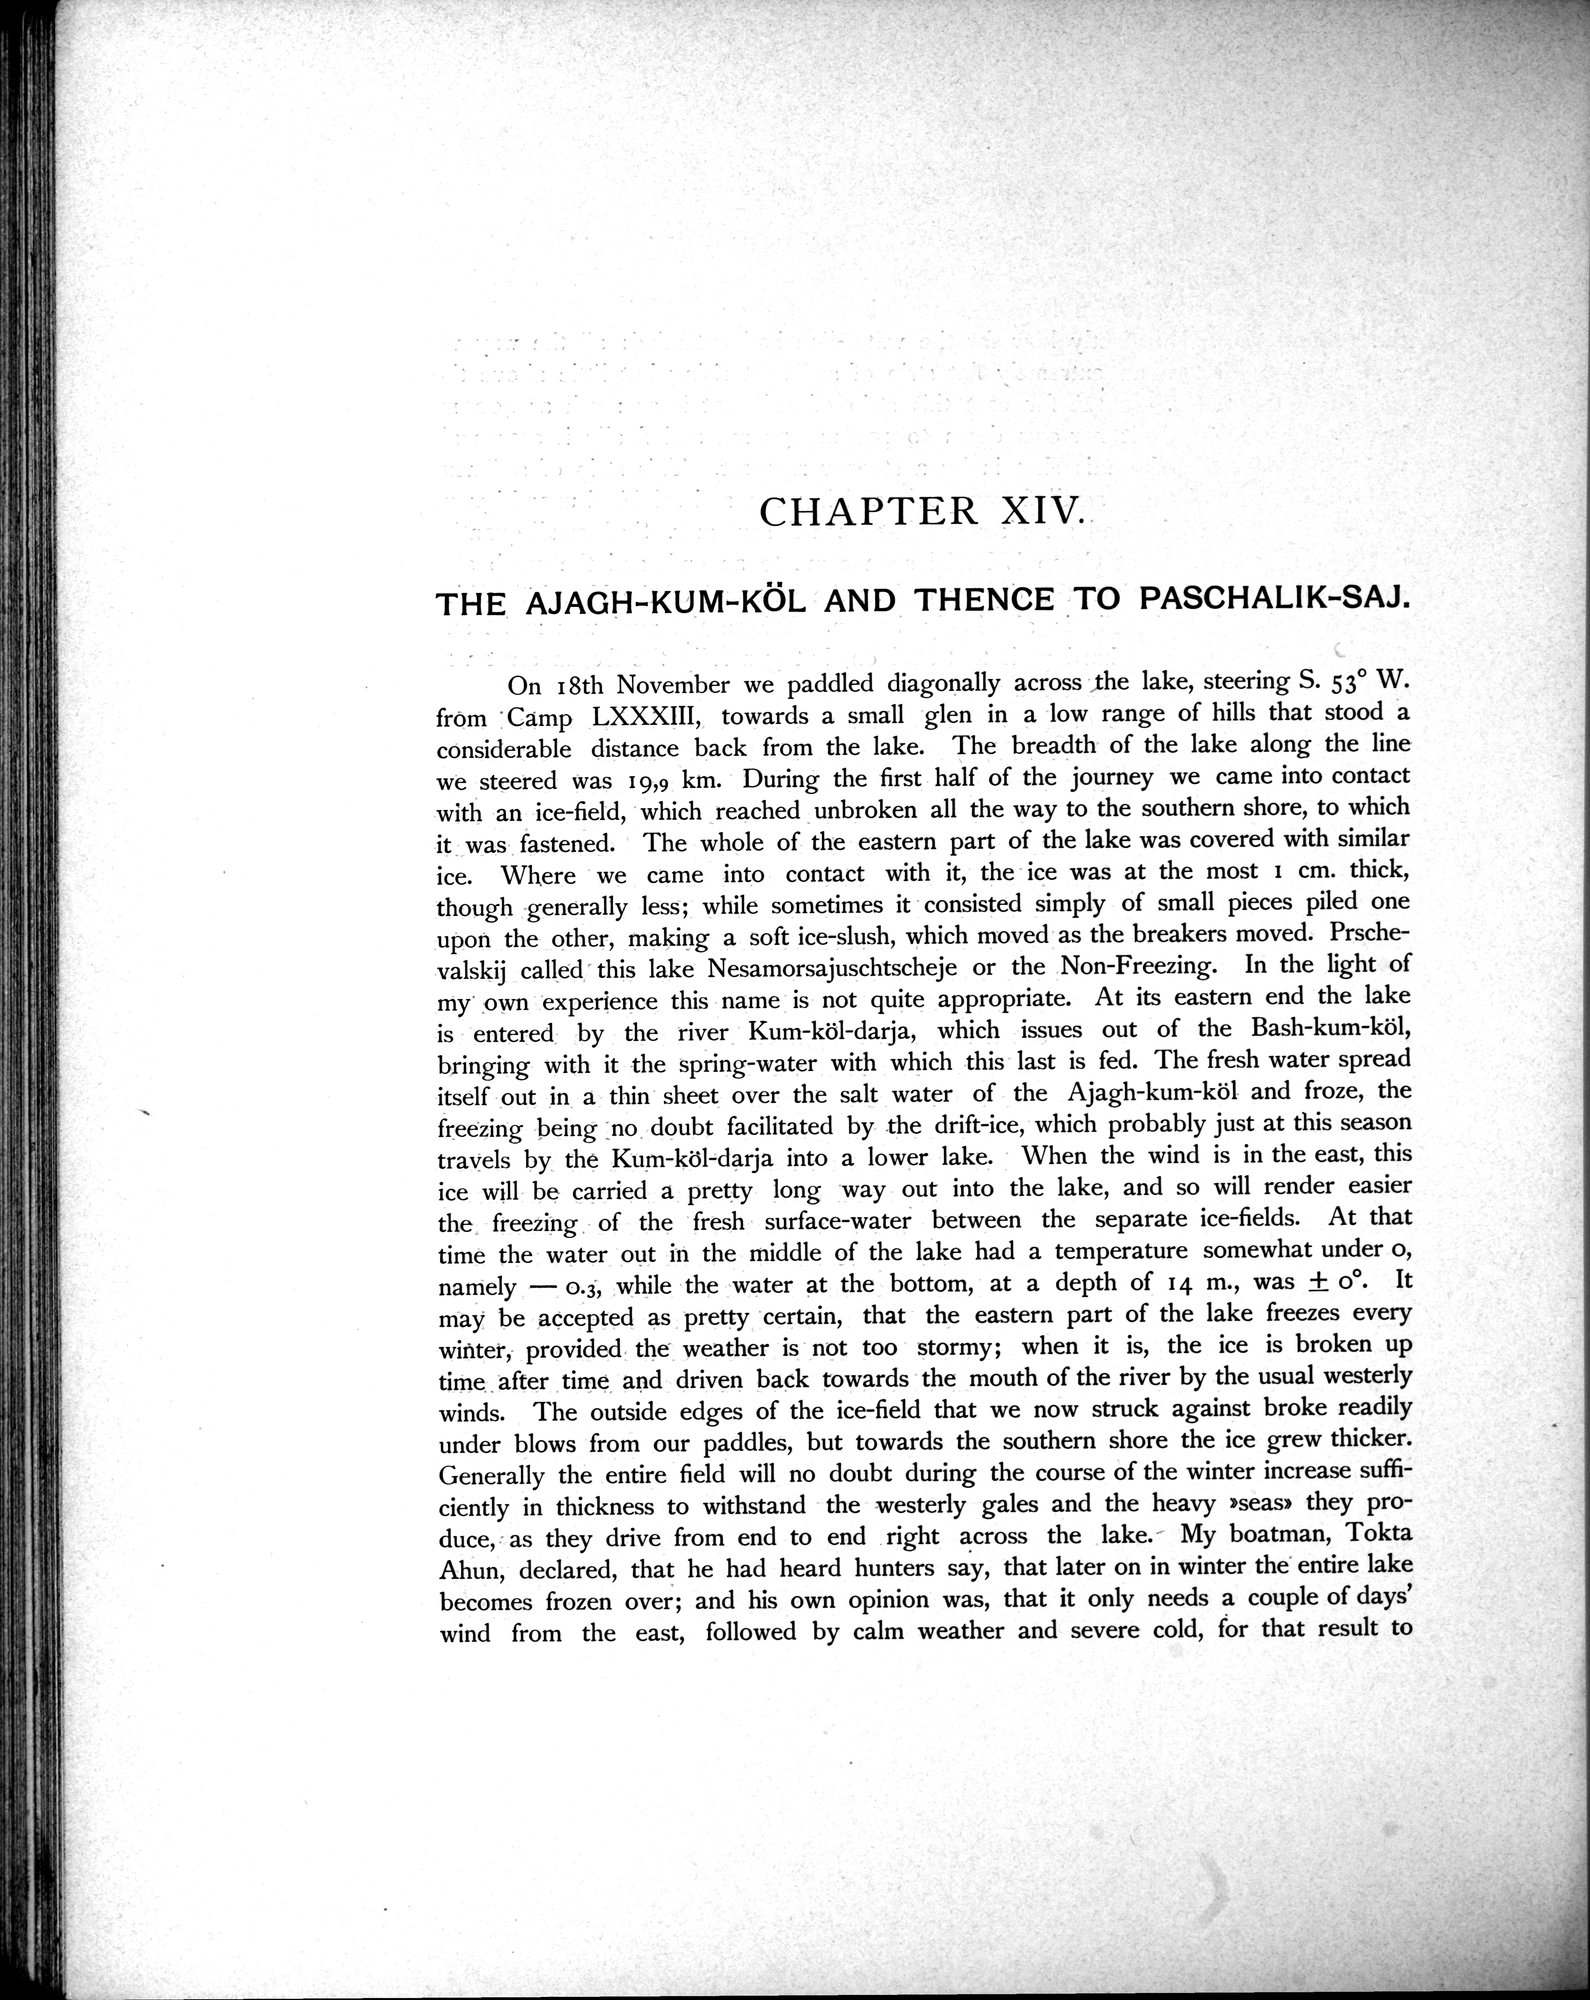 CHAPTER XIV.
THE AJAGH-KUM-KÖL AND THENCE TO PASCHALIK-SAJ.
On 18th November we paddled diagonally across the lake, steering S. 53° W.
from Camp LXXXIII, towards a small glen in a low range of hills that stood a
considerable distance back from the lake. The breadth of the lake along the line
we steered was 19,9 km. During the first half of the journey we came into contact
with an ice-field, which reached unbroken all the way to the southern shore, to which
it was fastened. The whole of the eastern part of the lake was covered with similar
ice. Where we came into contact with it, the ice was at the most 1 cm. thick,
though generally less; while sometimes it consisted simply of small pieces piled one
upon the other, making a soft ice-slush, which moved as the breakers moved. Prsche-
valskij called this lake Nesamorsajuschtscheje or the Non-Freezing. In the light of
my own experience this name is not quite appropriate. At its eastern end the lake
is entered by the river Kum-köl-darja, which issues out of the Bash-kum-köl,
bringing with it the spring-water with which this last is fed. The fresh water spread
itself out in a thin sheet over the salt water of the Ajagh-kum-köl and froze, the
freezing being no doubt facilitated by the drift-ice, which probably just at this season
travels by the Kum-köl-darja into a lower lake. When the wind is in the east, this
ice will be carried a pretty long way out into the lake, and so will render easier
the freezing of the fresh surface-water between the separate ice-fields. At that
time the water out in the middle of the lake had a temperature somewhat under 0,
namely — 0.3, while the water at the bottom, at a depth of 14 m., was ± 0°. It
may be accepted as pretty certain, that the eastern part of the lake freezes every
winter, provided the weather is not too stormy; when it is, the ice is broken up
time after time and driven back towards the mouth of the river by the usual westerly
winds. The outside edges of the ice-field that we now struck against broke readily
under blows from our paddles, but towards the southern shore the ice grew thicker.
Generally the entire field will no doubt during the course of the winter increase suffi-
ciently in thickness to withstand the westerly gales and the heavy »seas» they pro-
duce, as they drive from end to end right across the lake. My boatman, Tokta
Ahun, declared, that he had heard hunters say, that later on in winter the entire lake
becomes frozen over; and his own opinion was, that it only needs a couple of days'
wind from the east, followed by calm weather and severe cold, for that result to